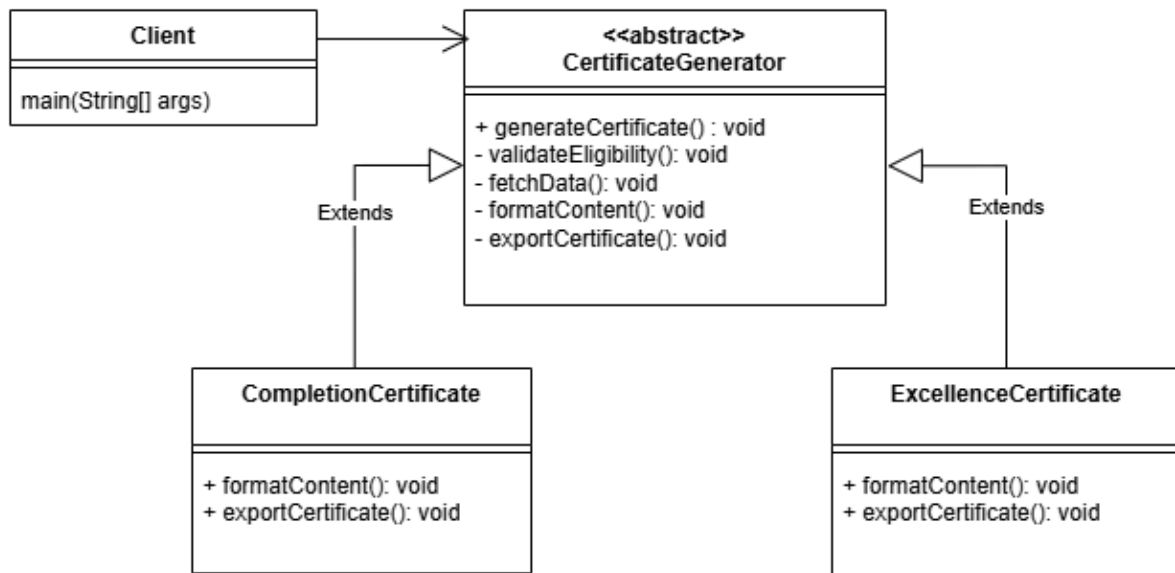 Client
main(String[] args)
<<abstract>>
CertificateGenerator
+ generateCertificate() : void
- validateEligibility(): void
- fetchData(): void
- formatContent(): void
- exportCertificate(): void
Extends
Extends
CompletionCertificate
+ formatContent(): void
+ exportCertificate(): void
ExcellenceCertificate
+ formatContent(): void
+ exportCertificate(): void